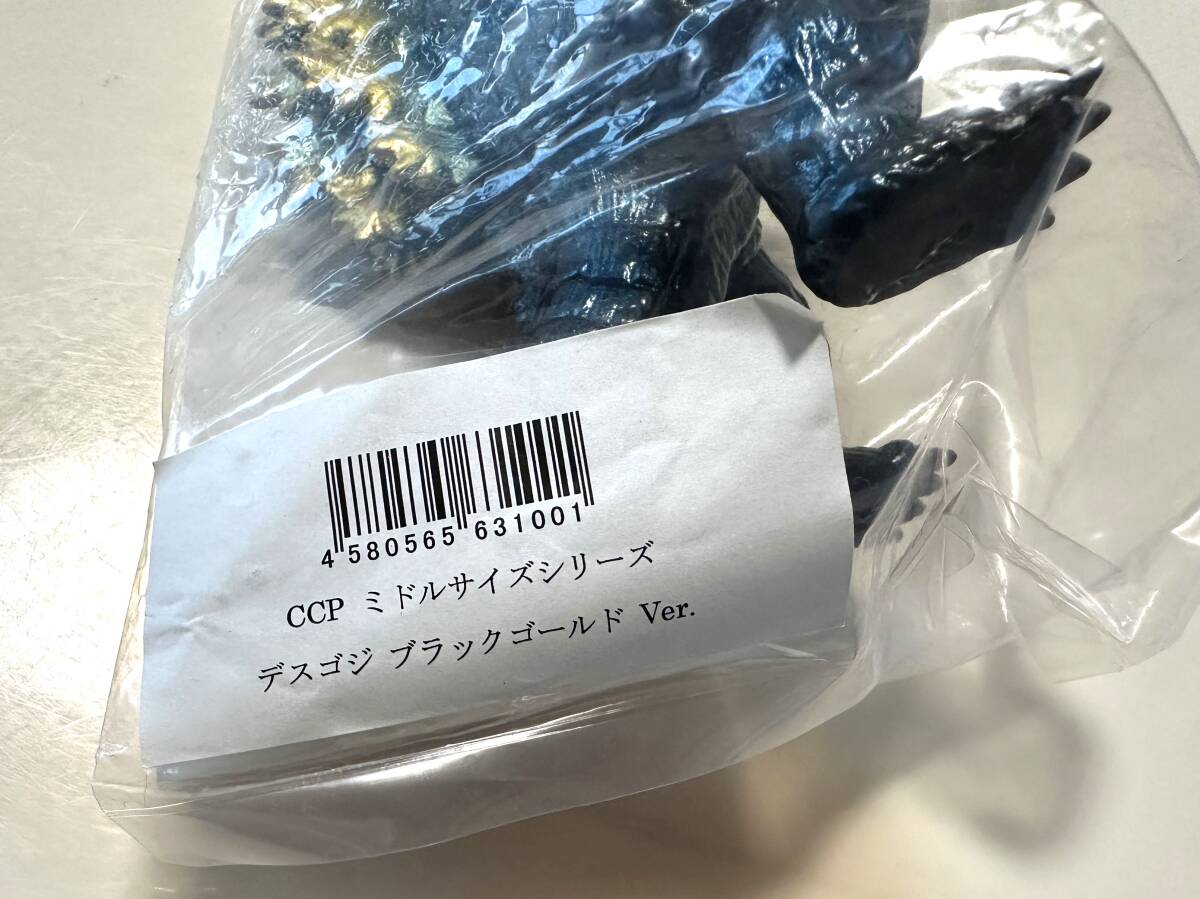 4 580565 631001
CCP ミドルサイズシリーズ
デスゴジ ブラックゴールド Ver.